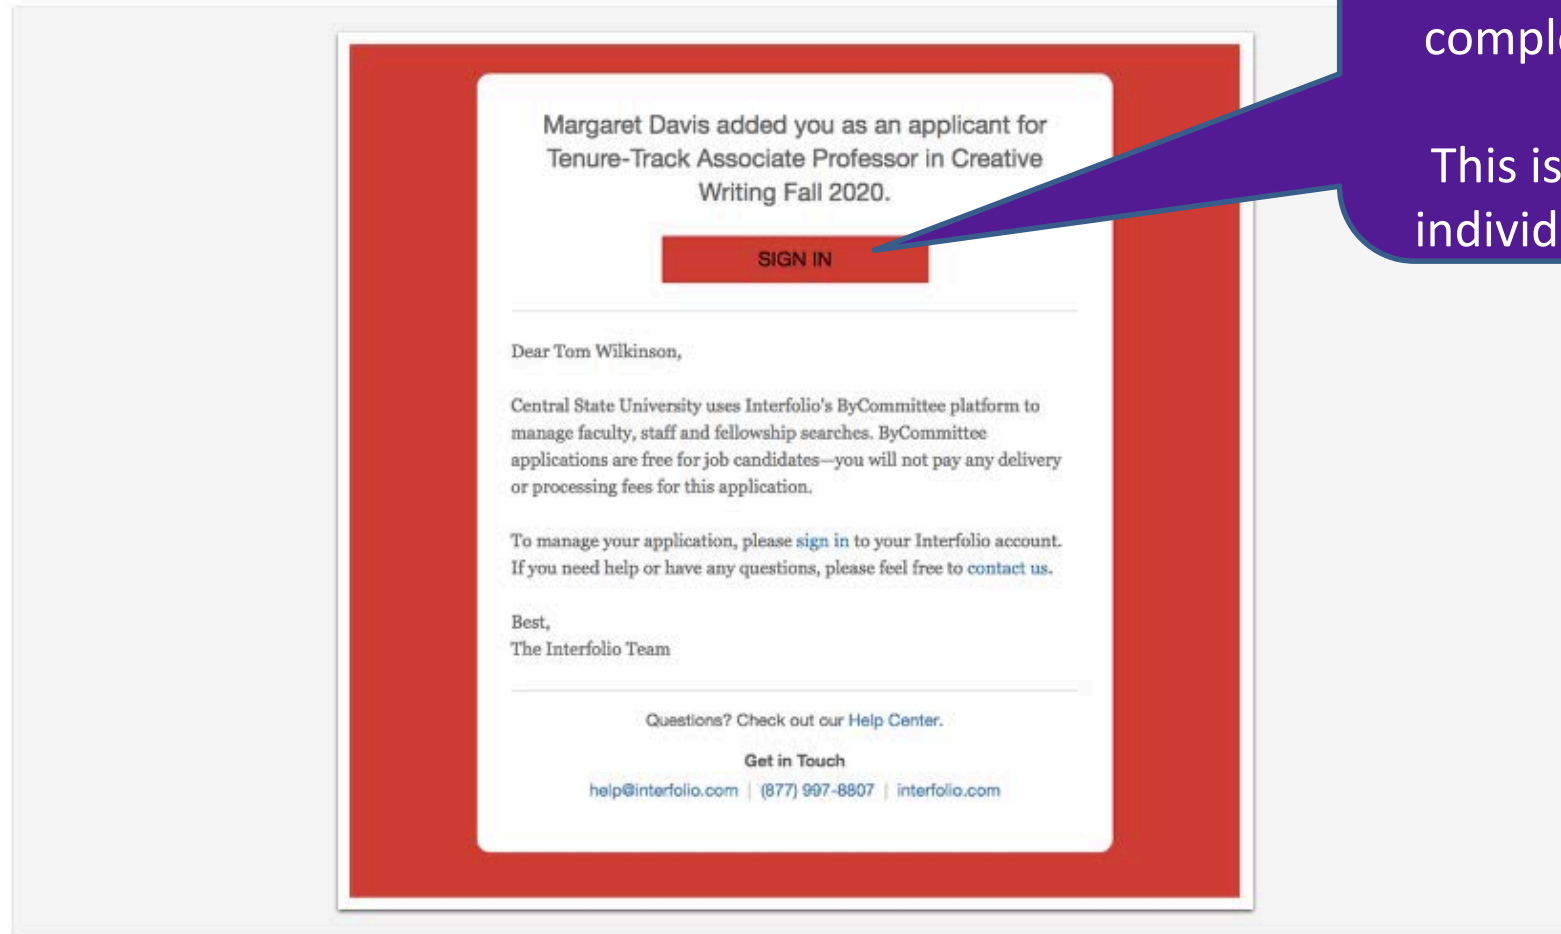 Margaret Davis added you as an applicant for
Tenure-Track Associate Professor in Creative
Writing Fall 2020.
SIGN IN
Dear Tom Wilkinson,
Central State University uses Interfolio's ByCommittee platform to
manage faculty, staff and fellowship searches. ByCommittee
applications are free for job candidates—you will not pay any delivery
or processing fees for this application.
To manage your application, please sign in to your Interfolio account.
If you need help or have any questions, please feel free to contact us.
Best,
The Interfolio Team
Questions? Check out our Help Center.
Get in Touch
help@interfolio.com | (877) 997-8807 | interfolio.com
This is